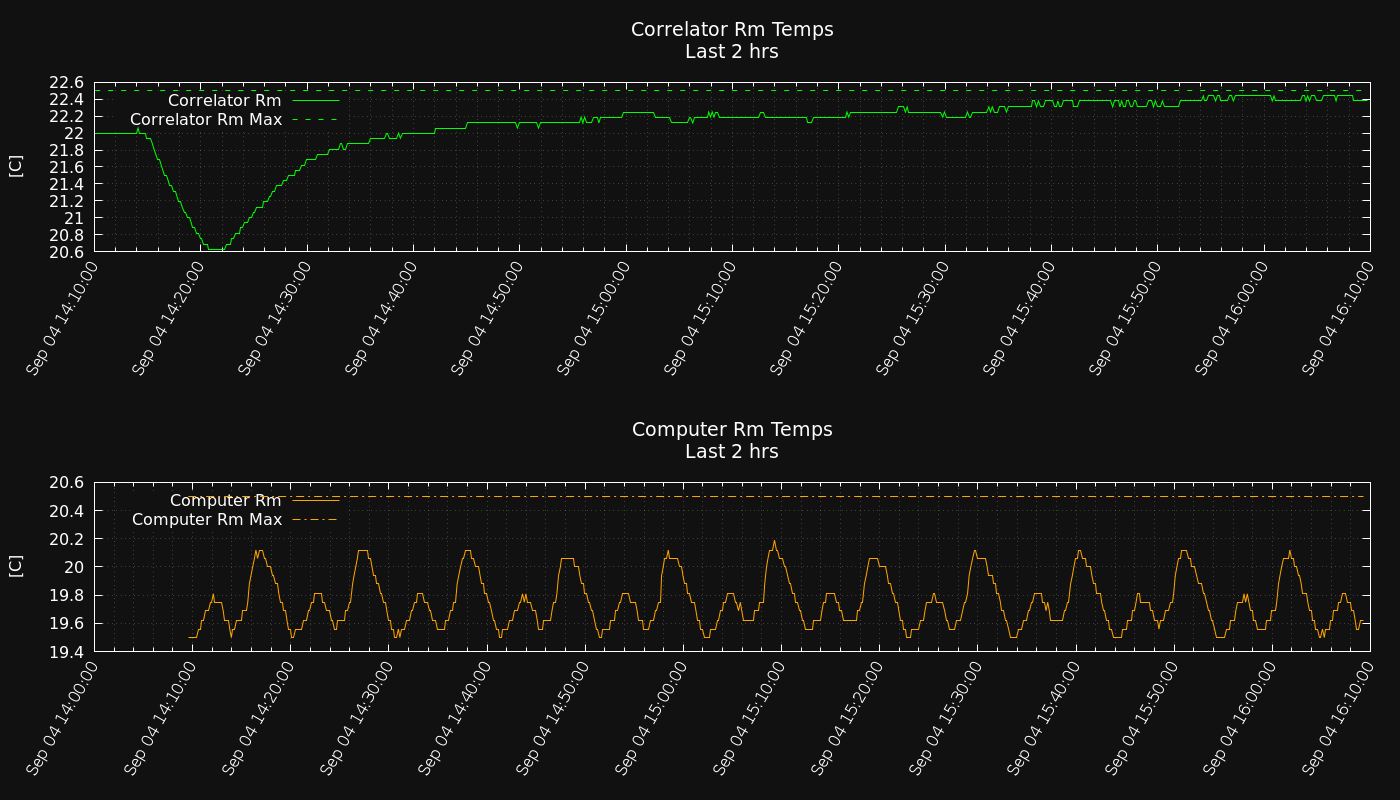 Correlator Rm Temps
Last 2 hrs
22.6
22.4
22.2
22
21.8
21.6
21.4
21.2
21
20.8
20.6
[C]
Correlator Rm
Correlator Rm Max
Sep 04 14:10:00
Sep 04 14:20:00
Sep 04 14:30:00
Sep 04 14:40:00
Sep 04 14:50:00
Sep 04 15:00:00
Sep 04 15:10:00
Sep 04 15:20:00
Sep 04 15:30:00
Sep 04 15:40:00
Sep 04 15:50:00
Sep 04 16:00:00
Sep 04 16:10:00
Computer Rm Temps
Last 2 hrs
20.6
20.4
20.2
20
19.8
19.6
19.4
[C]
Computer Rm
Computer Rm Max
Sep 04 14:00:00
Sep 04 14:10:00
Sep 04 14:20:00
Sep 04 14:30:00
Sep 04 14:40:00
Sep 04 14:50:00
Sep 04 15:00:00
Sep 04 15:10:00
Sep 04 15:20:00
Sep 04 15:30:00
Sep 04 15:40:00
Sep 04 15:50:00
Sep 04 16:00:00
Sep 04 16:10:00